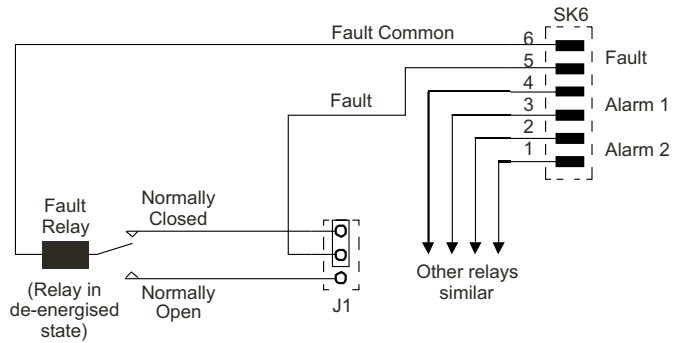 SK6
Fault Common
6
5
4
3
2
1
Fault
Alarm 1
Alarm 2
Fault
Fault
Relay
Normally
Closed
(Relay in
de-energised
state)
Normally
Open
J1
Other relays
similar